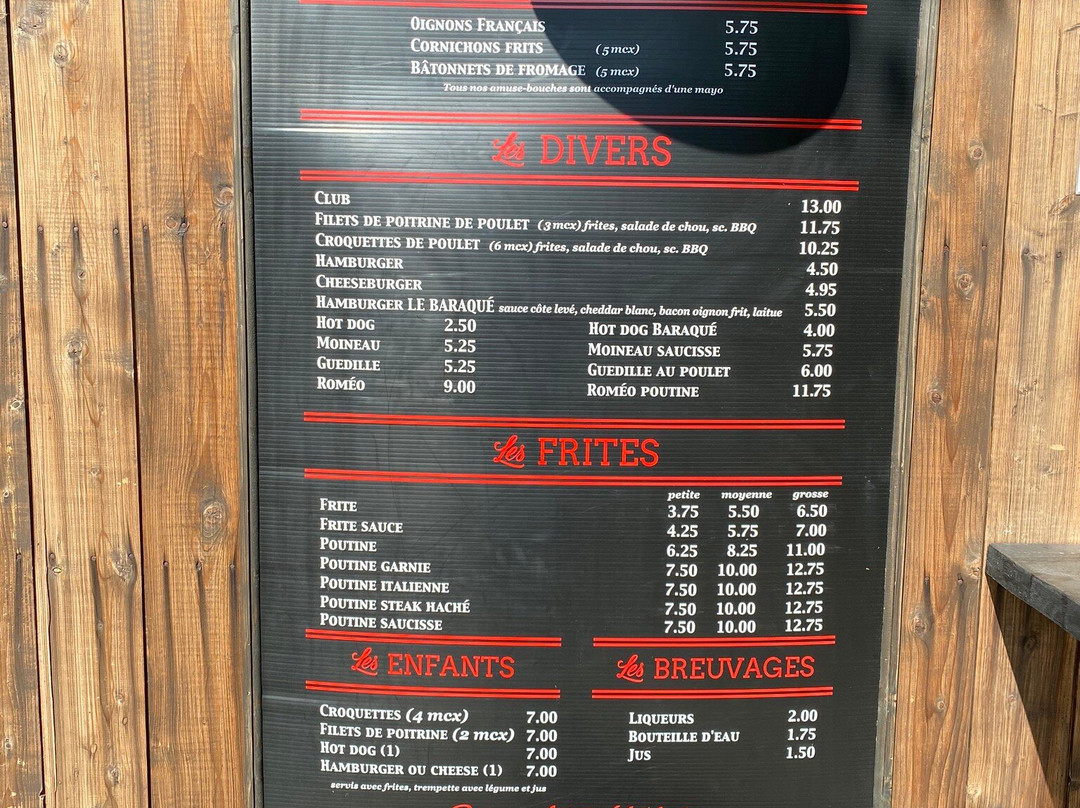 Oignons Français 5.75
Cornichons frits (5 mcx) 5.75
Bâtonnets de fromage (5 mcx) 5.75
Tous nos amuse-bouches sont accompagnés d'une mayo
Les DIVERS
Club 13.00
Filets de poitrine de poulet (3 mcx) frites, salade de chou, sc. BBQ 11.75
Croquettes de poulet (6 mcx) frites, salade de chou, sc. BBQ 10.25
Hamburger 4.50
Cheeseburger 4.95
Hamburger LE BARAQUÉ sauce côte levé, cheddar blanc, bacon oignon frit, laitue 5.50
Hot dog 2.50 Hot dog Baraqué 4.00
Moineau 5.25 Moineau saucisse 5.75
Guedille 5.25 Guedille au poulet 6.00
Roméo 9.00 Roméo poutine 11.75
Les FRITES
petite moyenne grosse
Frite 3.75 5.50 6.50
Frite sauce 4.25 5.75 7.00
Poutine 6.25 8.25 11.00
Poutine garnie 7.50 10.00 12.75
Poutine italienne 7.50 10.00 12.75
Poutine steak haché 7.50 10.00 12.75
Poutine saucisse 7.50 10.00 12.75
Les ENFANTS
Croquettes (4 mcx) 7.00
Filets de poitrine (2 mcx) 7.00
Hot dog (1) 7.00
Hamburger ou cheese (1) 7.00
servis avec frites, trempette avec légume et jus
Les BREUVAGES
Liqueurs 2.00
Bouteille d'eau 1.75
Jus 1.50